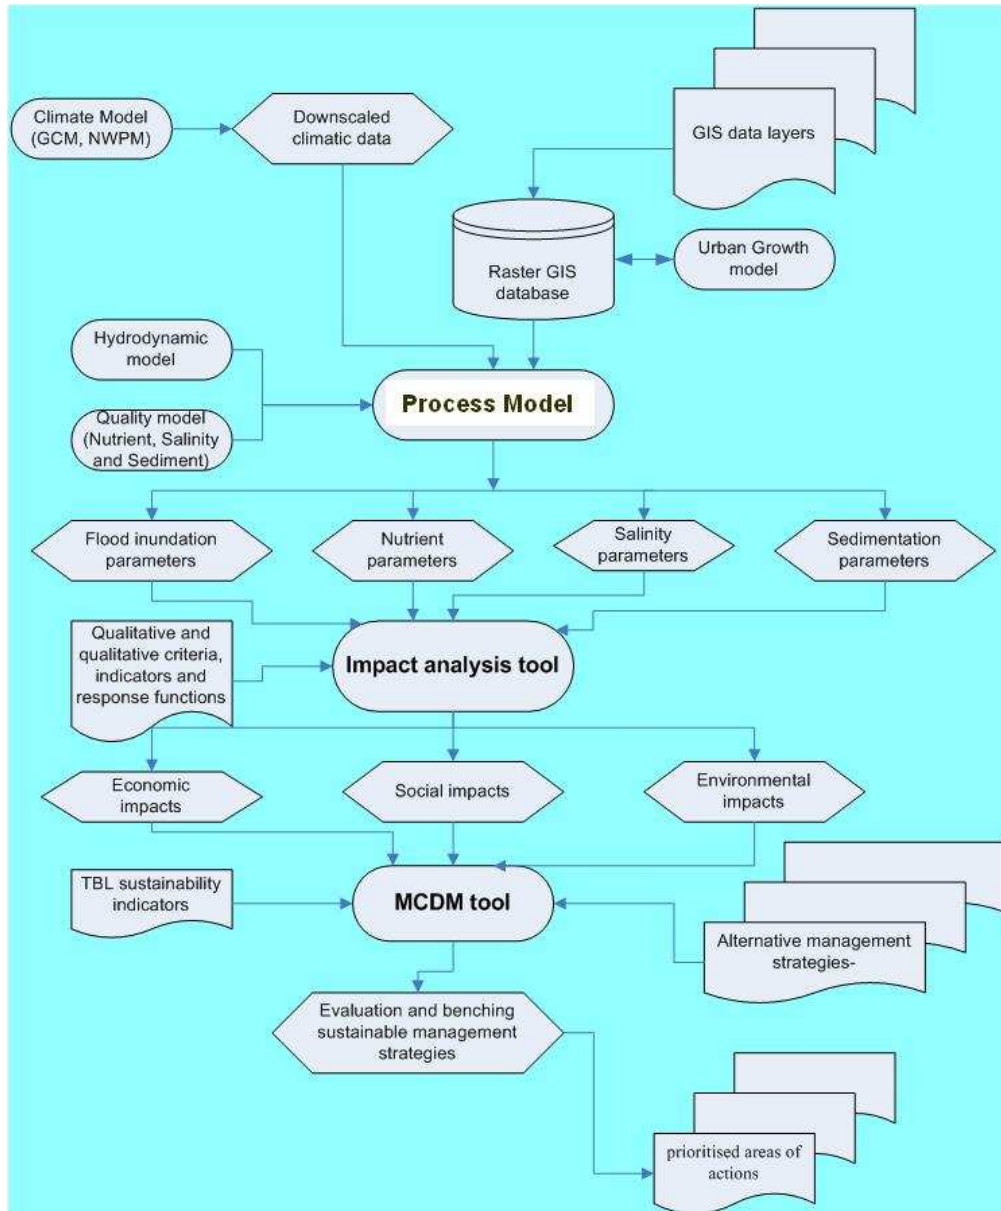 Climate Model
(GCM, NWPM)
Downscaled
climatic data
GIS data layers
Raster GIS
database
Urban Growth
model
Hydrodynamic
model
Process Model
Quality model
(Nutrient, Salinity
and Sediment)
Flood inundation
parameters
Nutrient
parameters
Salinity
parameters
Sedimentation
parameters
Qualitative and
qualitative criteria,
indicators and
response functions
Impact analysis tool
Economic
impacts
Social impacts
Environmental
impacts
TBL sustainability
indicators
MCDM tool
Alternative management
strategies-
Evaluation and benching
sustainable management
strategies
prioritised areas of
actions